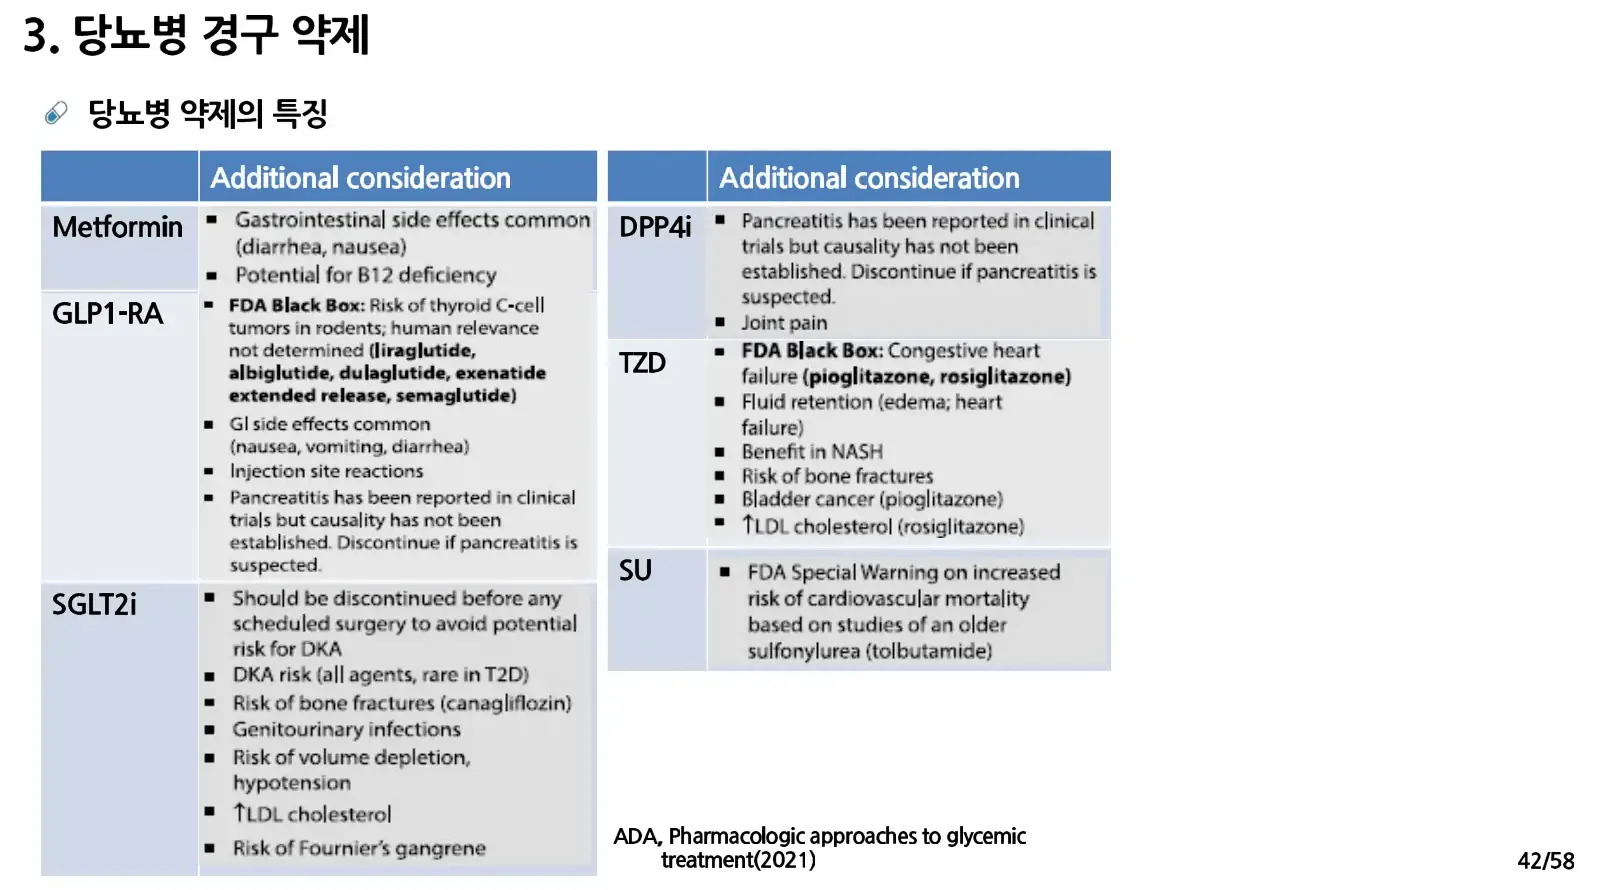 3. 당뇨병 경구 약제
당뇨병 약제의 특징
Additional consideration
Metformin
▪ Gastrointestinal side effects common
(diarrhea, nausea)
▪ Potential for B12 deficiency
GLP1-RA
▪ FDA Black Box: Risk of thyroid C-cell
tumors in rodents; human relevance
not determined (liraglutide,
albiglutide, dulaglutide, exenatide
extended release, semaglutide)
▪ GI side effects common
(nausea, vomiting, diarrhea)
▪ Injection site reactions
▪ Pancreatitis has been reported in clinical
trials but causality has not been
established. Discontinue if pancreatitis is
suspected.
SGLT2i
▪ Should be discontinued before any
scheduled surgery to avoid potential
risk for DKA
▪ DKA risk (all agents, rare in T2D)
▪ Risk of bone fractures (canagliflozin)
▪ Genitourinary infections
▪ Risk of volume depletion,
hypotension
▪ ↑LDL cholesterol
▪ Risk of Fournier's gangrene
Additional consideration
DPP4i
▪ Pancreatitis has been reported in clinical
trials but causality has not been
established. Discontinue if pancreatitis is
suspected.
▪ Joint pain
TZD
▪ FDA Black Box: Congestive heart
failure (pioglitazone, rosiglitazone)
▪ Fluid retention (edema; heart
failure)
▪ Benefit in NASH
▪ Risk of bone fractures
▪ Bladder cancer (pioglitazone)
▪ ↑LDL cholesterol (rosiglitazone)
SU
▪ FDA Special Warning on increased
risk of cardiovascular mortality
based on studies of an older
sulfonylurea (tolbutamide)
ADA, Pharmacologic approaches to glycemic
treatment(2021)
42/58